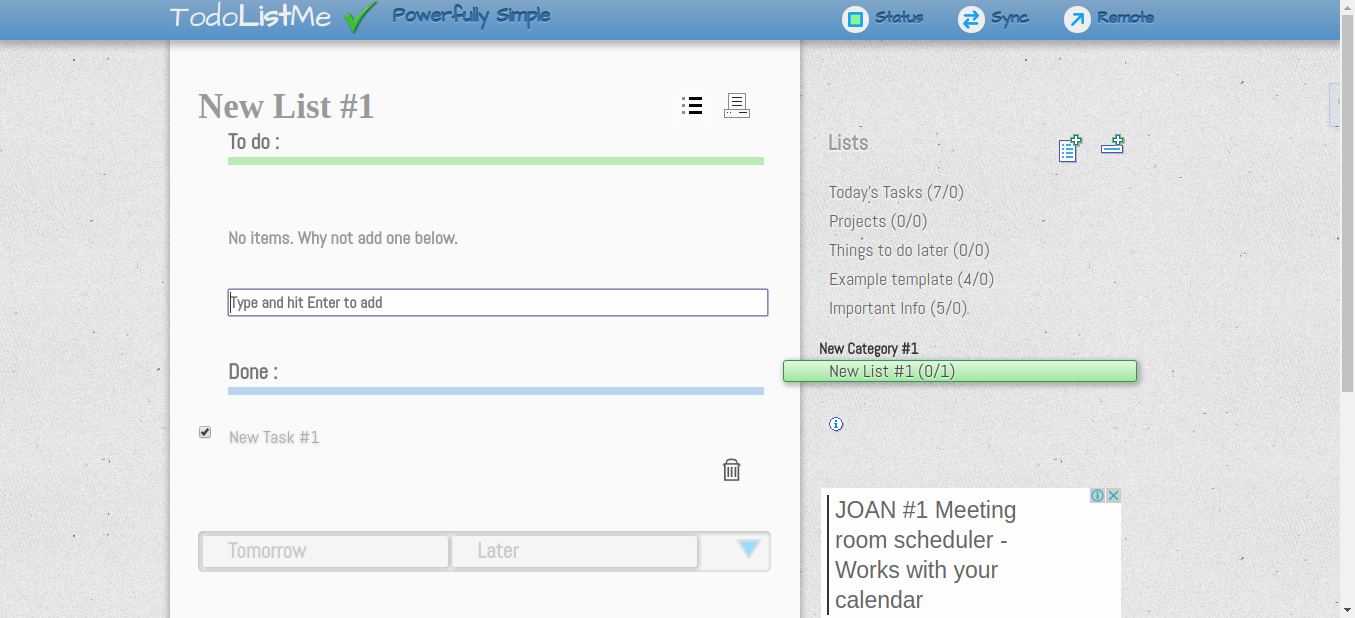 TodoListMe
Powerfully Simple
Status
Sync
Remote
New List #1
To do :
No items. Why not add one below.
Type and hit Enter to add
Done :
New Task #1
Tomorrow
Later
Lists
Today's Tasks (7/0)
Projects (0/0)
Things to do later (0/0)
Example template (4/0)
Important Info (5/0)
New Category #1
New List #1 (0/1)
JOAN #1 Meeting
room scheduler -
Works with your
calendar